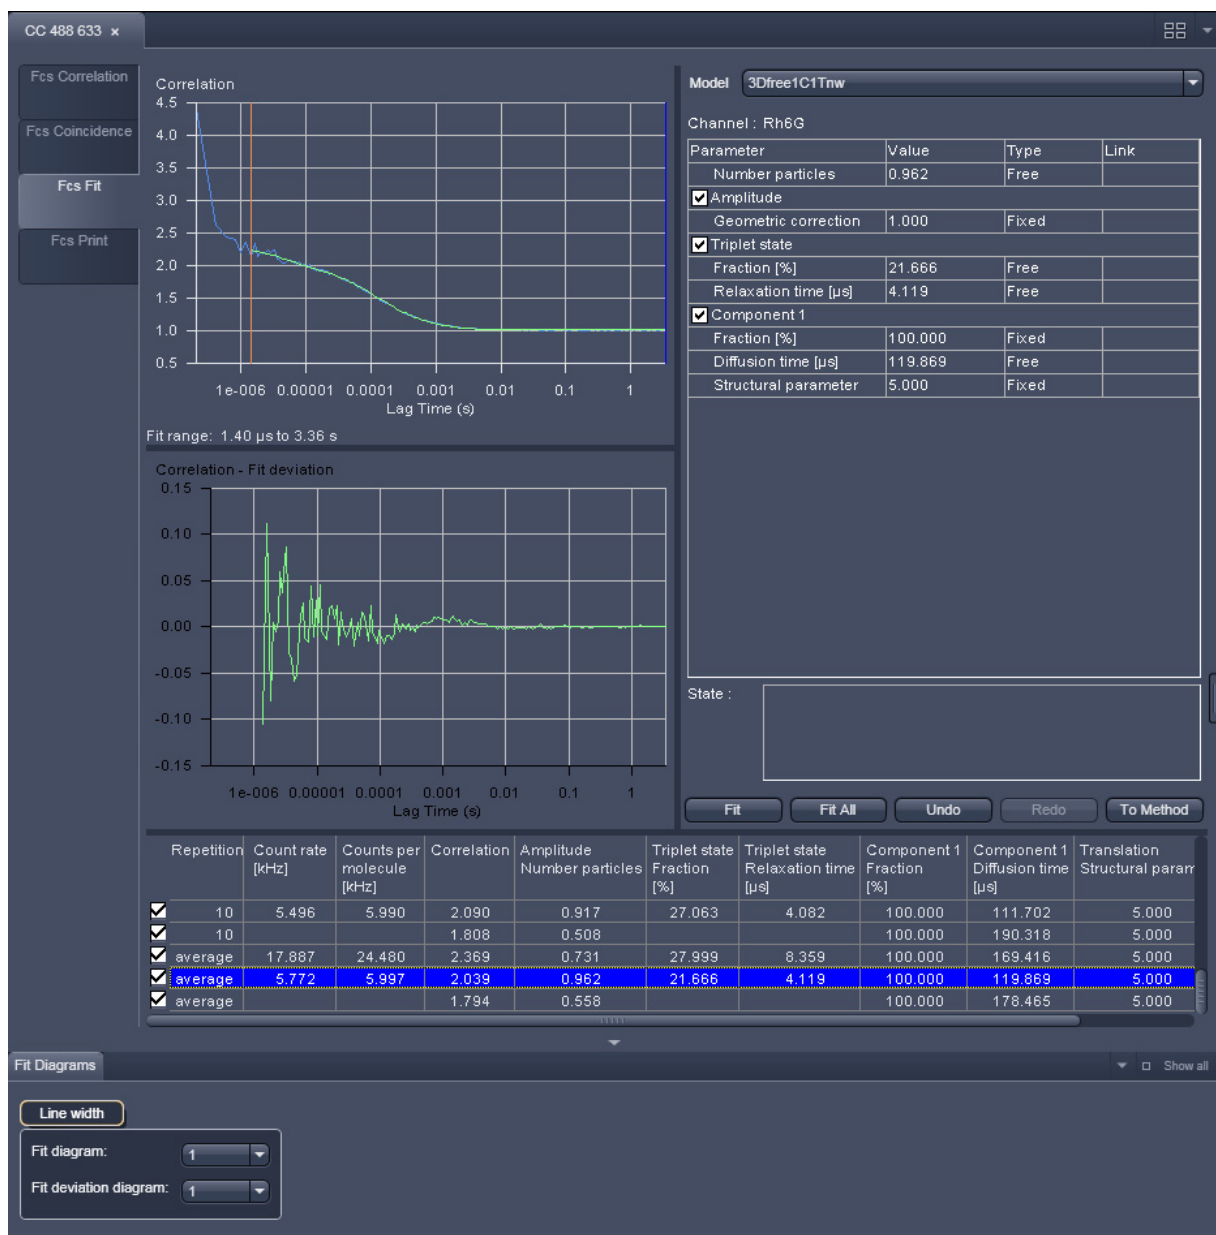 CC 488 633 ×
Fcs Correlation
Fcs Coincidence
Fcs Fit
Fcs Print
Correlation
4.5
4.0
3.5
3.0
2.5
2.0
1.5
1.0
0.5
1e-006 0.00001 0.0001 0.001 0.01 0.1 1
Lag Time (s)
Fit range: 1.40 µs to 3.36 s
Correlation - Fit deviation
0.15
0.10
0.05
0.00
-0.05
-0.10
-0.15
1e-006 0.00001 0.0001 0.001 0.01 0.1 1
Lag Time (s)
Model 3Dfree1C1Tnw
Channel : Rh6G
Parameter Value Type Link
Number particles 0.962 Free
Amplitude
Geometric correction 1.000 Fixed
Triplet state
Fraction [%] 21.666 Free
Relaxation time [µs] 4.119 Free
Component 1
Fraction [%] 100.000 Fixed
Diffusion time [µs] 119.869 Free
Structural parameter 5.000 Fixed
State :
Fit Fit All Undo Redo To Method
Repetition Count rate Counts per Correlation Amplitude Triplet state Triplet state Component 1 Component 1 Translation
[kHz] molecule Number particles Fraction Relaxation time Fraction Diffusion time Structural param
[kHz] [%] [µs] [%] [µs]
10 5.496 5.990 2.090 0.917 27.063 4.082 100.000 111.702 5.000
10 1.808 0.508 100.000 190.318 5.000
average 17.887 24.480 2.369 0.731 27.999 8.359 100.000 169.416 5.000
average 5.772 5.997 2.039 0.962 21.666 4.119 100.000 119.869 5.000
average 1.794 0.558 100.000 178.465 5.000
Fit Diagrams
Show all
Line width
Fit diagram: 1
Fit deviation diagram: 1